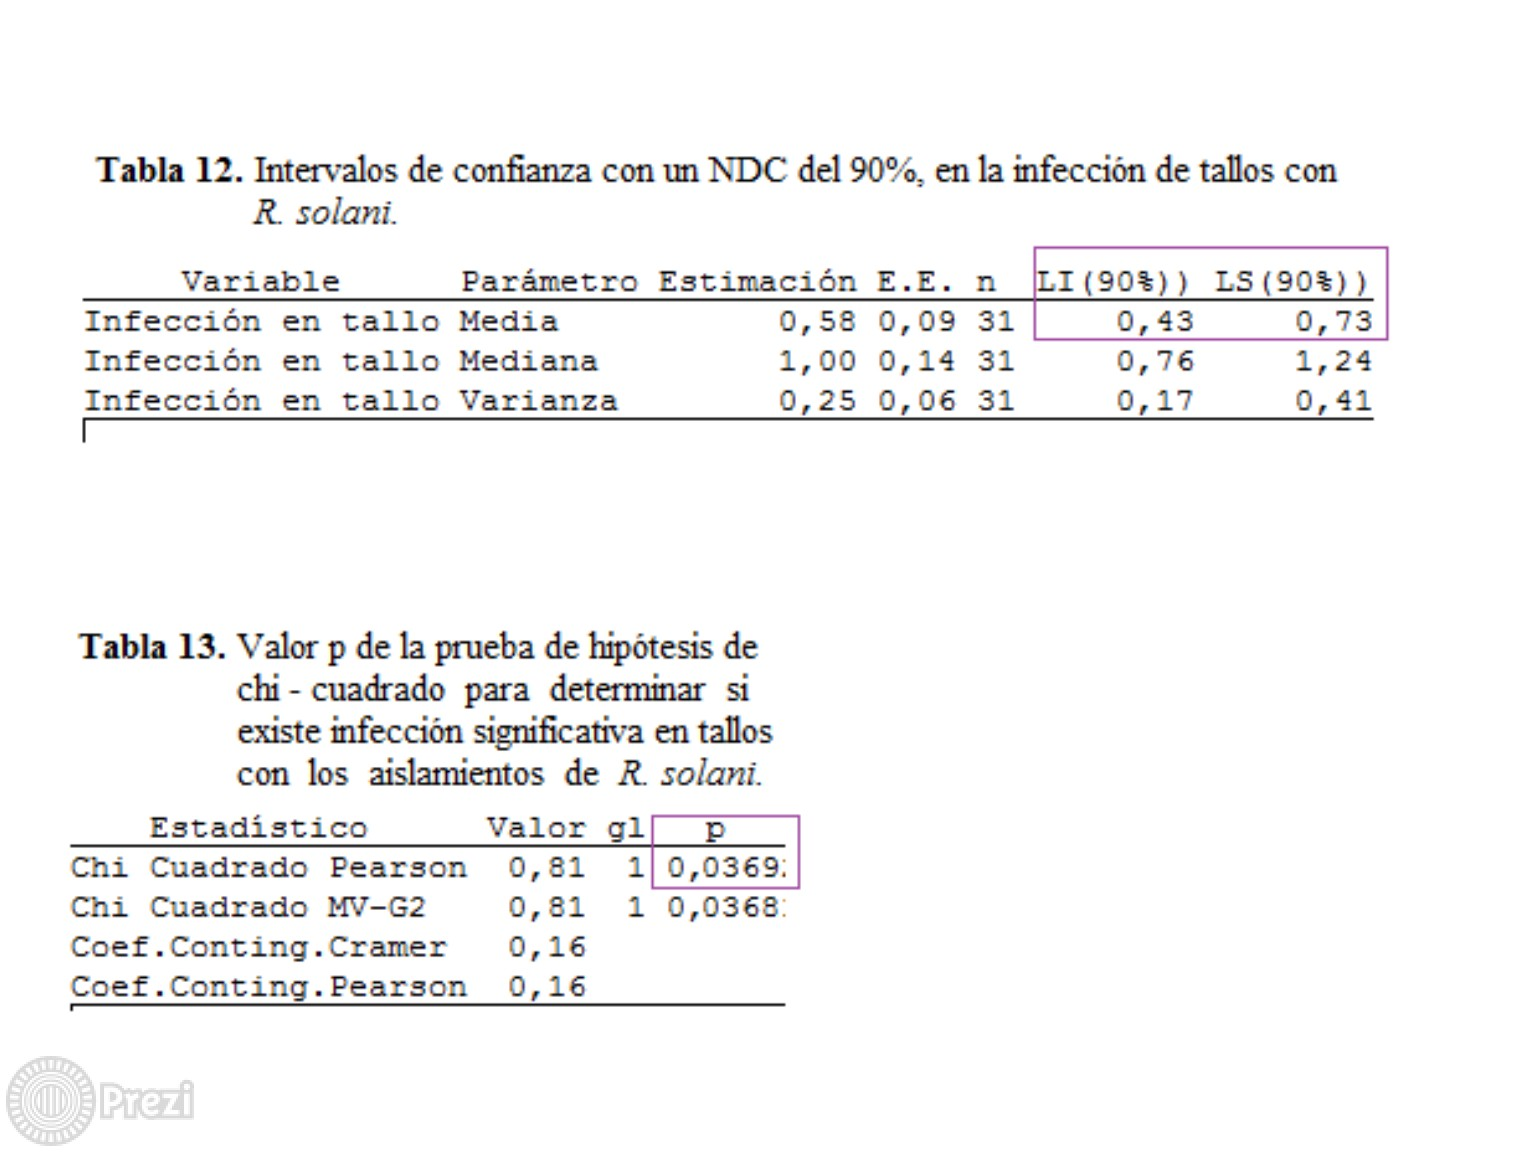 Tabla 12. Intervalos de confianza con un NDC del 90%, en la infección de tallos con
R. solani.
Variable Parámetro Estimación E.E. n LI(90%)) LS(90%))
Infección en tallo Media 0,58 0,09 31 0,43 0,73
Infección en tallo Mediana 1,00 0,14 31 0,76 1,24
Infección en tallo Varianza 0,25 0,06 31 0,17 0,41
Tabla 13. Valor p de la prueba de hipótesis de
chi - cuadrado para determinar si
existe infección significativa en tallos
con los aislamientos de R. solani.
Estadístico Valor gl p
Chi Cuadrado Pearson 0,81 1 0,0369
Chi Cuadrado MV-G2 0,81 1 0,0368
Coef.Conting.Cramer 0,16
Coef.Conting.Pearson 0,16
Prezi